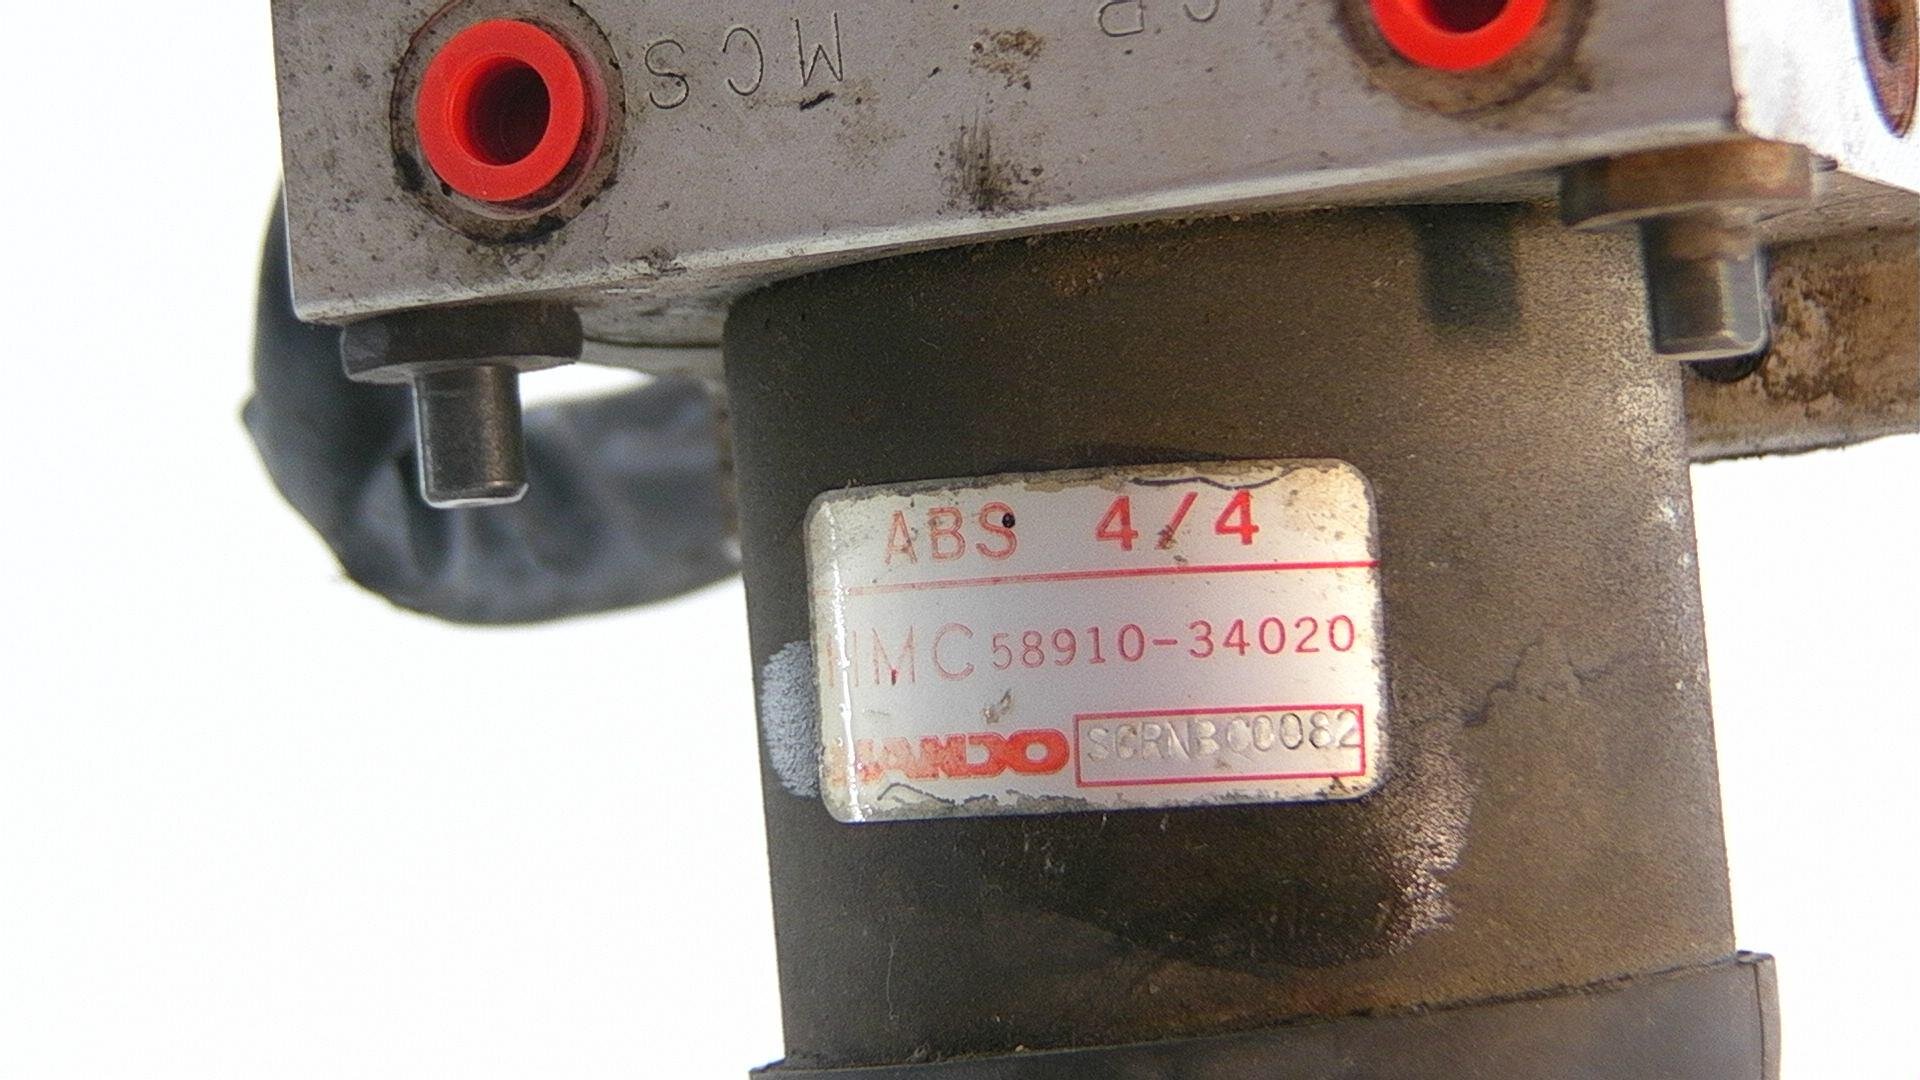 MCS
ABS 4/4
HMC 58910-34020
MANDO SCRNBC0082